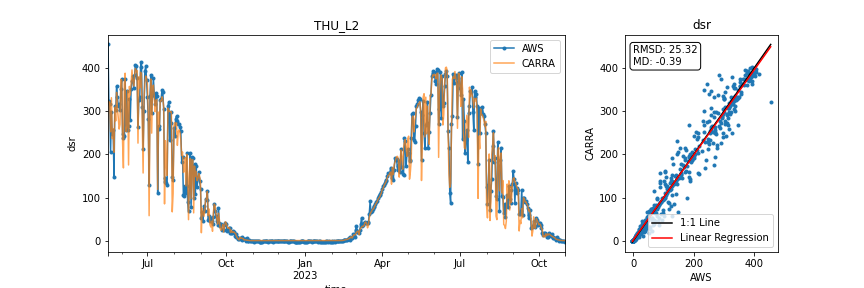 THU_L2
dsr
400
300
200
100
0
dsr
AWS
CARRA
Jul
Oct
Jan
2023
Apr
Jul
Oct
dsr
400
300
200
100
0
CARRA
RMSD: 25.32
MD: -0.39
1:1 Line
Linear Regression
0
200
400
AWS